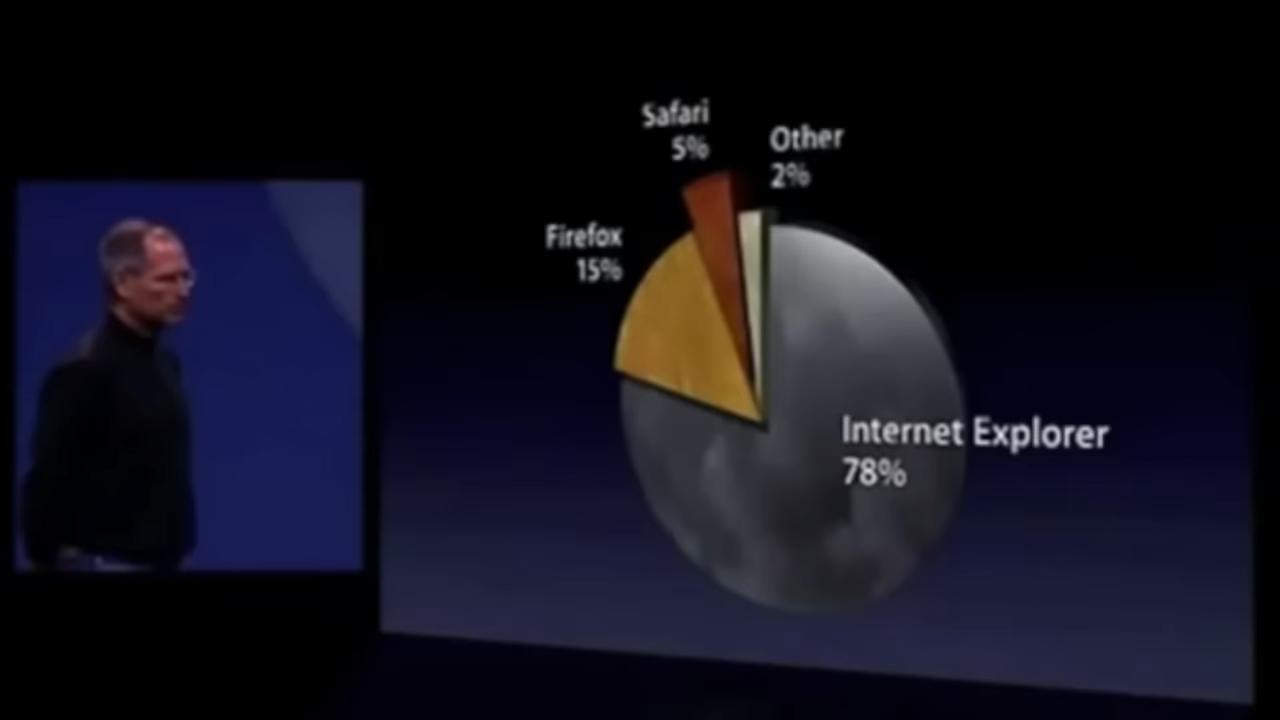 Safari
5%
Other
2%
Firefox
15%
Internet Explorer
78%